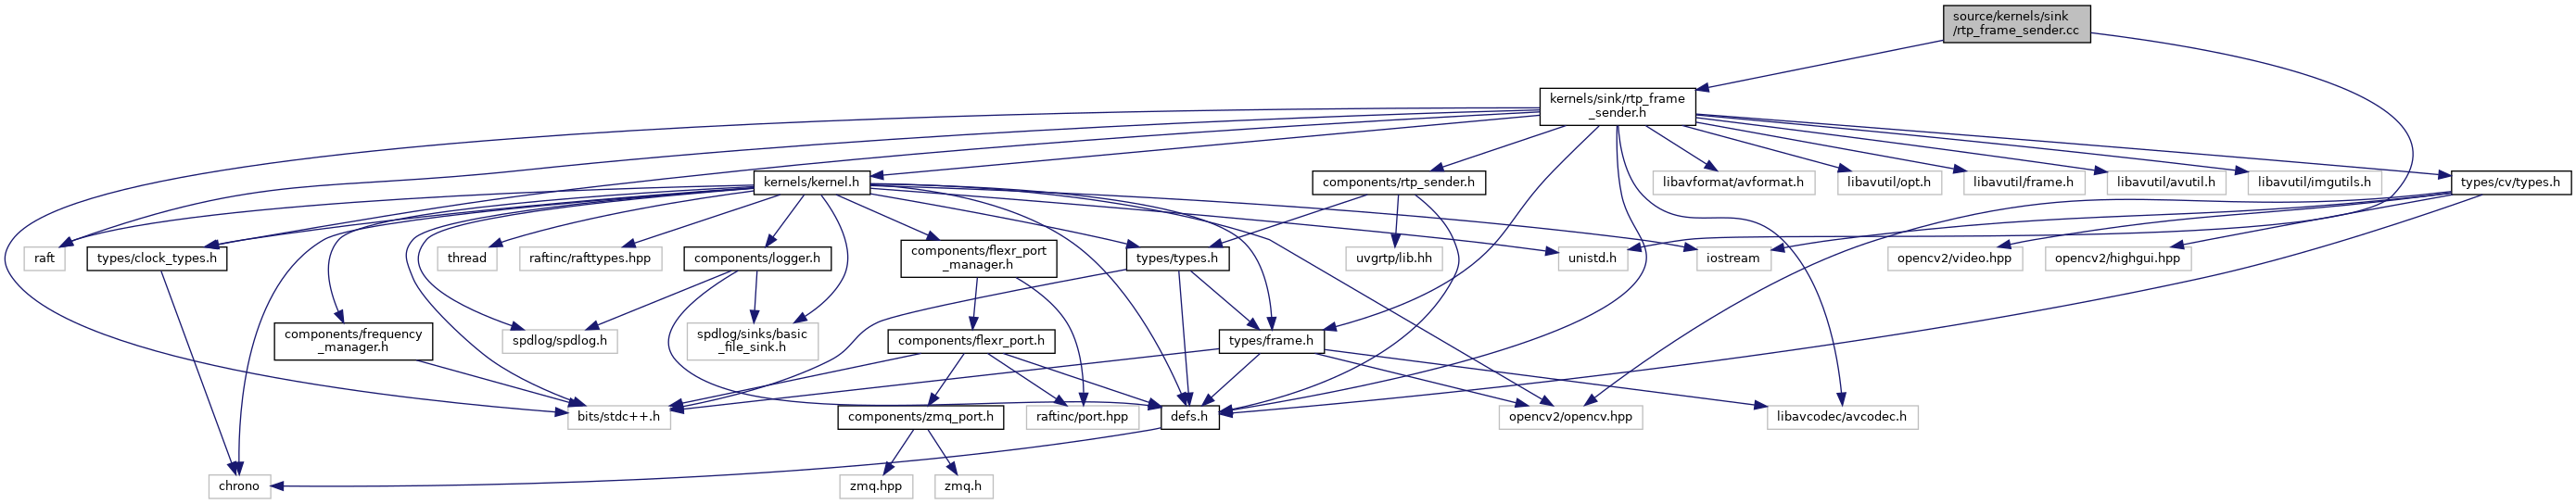 source/kernels/sink
/rtp_frame_sender.cc
kernels/sink/rtp_frame
_sender.h
kernels/kernel.h
components/rtp_sender.h
libavformat/avformat.h
libavutil/opt.h
libavutil/frame.h
libavutil/avutil.h
libavutil/imgutils.h
types/cv/types.h
raft
types/clock_types.h
thread
raftinc/rafttypes.hpp
components/logger.h
components/flexr_port
_manager.h
types/types.h
uvgrtp/lib.hh
unistd.h
iostream
opencv2/video.hpp
opencv2/highgui.hpp
components/frequency
_manager.h
spdlog/spdlog.h
spdlog/sinks/basic
_file_sink.h
components/flexr_port.h
types/frame.h
bits/stdc++.h
components/zmq_port.h
raftinc/port.hpp
defs.h
opencv2/opencv.hpp
libavcodec/avcodec.h
chrono
zmq.hpp
zmq.h